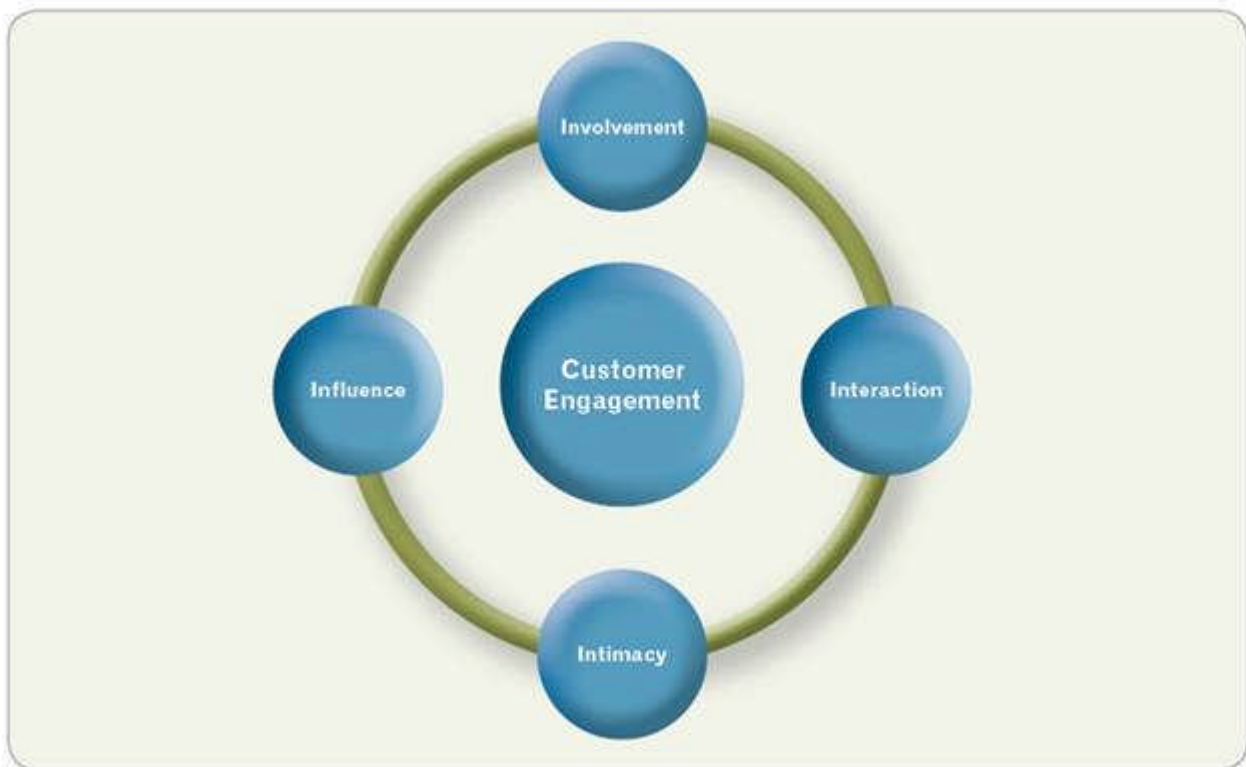 Involvement
Influence
Customer
Engagement
Interaction
Intimacy